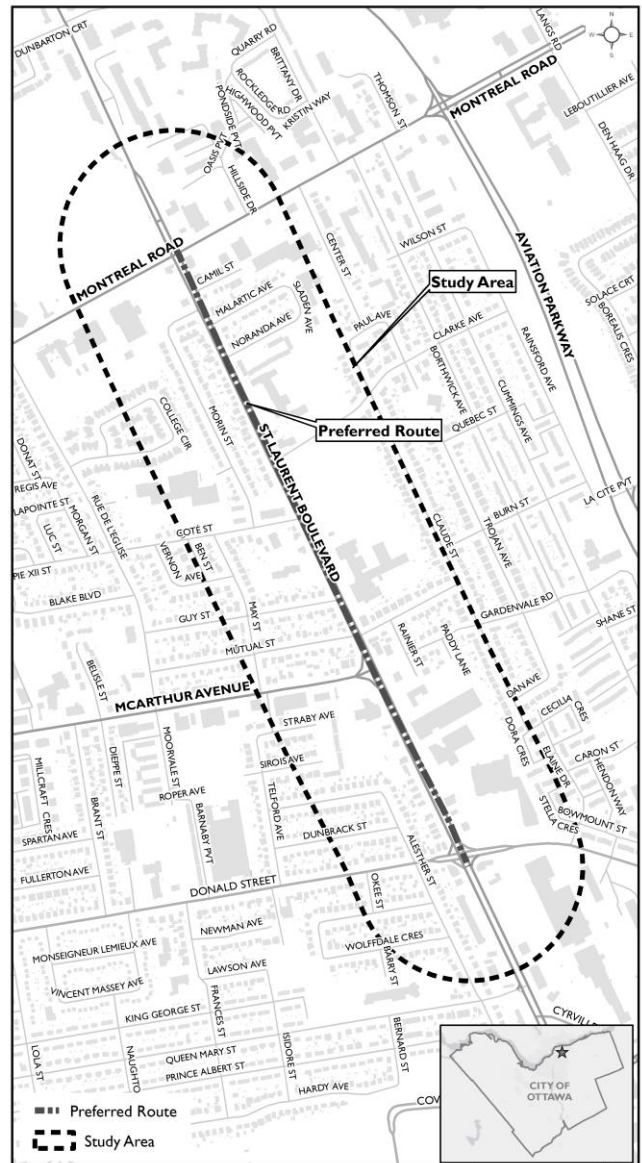 DUNBARTON CRT
QUARRY RD
BRITTANY DR
ROCKLEDGE RD
HIGHWOOD PVT
KRISTIN WAY
PONDSIDE PVT
OASIS PVT
HILLSIDE DR
THOMSON ST
LANGS RD
N
W
E
S
MONTREAL ROAD
LEBOUTILLIER AVE
DEN HAAG DR
MONTREAL ROAD
CAMIL ST
MALARTIC AVE
NORANDA AVE
SLADEN AVE
CENTER ST
WILSON ST
AVIATION PARKWAY
SOLACE CRT
BOREALIS CRES
Study Area
PAUL AVE
CLARKE AVE
RAINSFORD AVE
BORTHWICK AVE
CUMMINGS AVE
QUEBEC ST
Preferred Route
COLLEGE CIR
MORIN ST
ST LAURENT BOULEVARD
DONAT ST
REGIS AVE
LAPOINTE ST
LUC ST
MORGAN ST
RUE DE L'EGLISE
COTÉ ST
PIE XII ST
VERNON AVE
BEN ST
BLAKE BLVD
GUY ST
MAY ST
MUTUAL ST
CLAUDE ST
TROJAN AVE
BURN ST
LA CITE PVT
GARDENVALE RD
SHANE ST
RAINIER ST
PADDY LANE
DAN AVE
CECILIA CRES
DORA CRES
ELAINE DR
CARON ST
HENDON WAY
BOWMOUNT ST
STELLA CRES
BELISLE ST
MCARTHUR AVENUE
STRABY AVE
SIROIS AVE
DIEPPE ST
MOORVALE ST
MILLCRAFT CRES
BRANT ST
ROPER AVE
BARNABY PVT
TELFORD AVE
DUNBRACK ST
ALESTHER ST
SPARTAN AVE
FULLERTON AVE
DONALD STREET
OKEE ST
NEWMAN AVE
MONSEIGNEUR LEMIEUX AVE
WOLFFDALE CRES
LAWSON AVE
BARRY ST
VINCENT MASSEY AVE
KING GEORGE ST
FRANCES ST
QUEEN MARY ST
PRINCE ALBERT ST
ISIDORE ST
BERNARD ST
LOLA ST
NAUGHTO
HARDY AVE
CYRVILLE
COV
CITY OF
OTTAWA
Preferred Route
Study Area